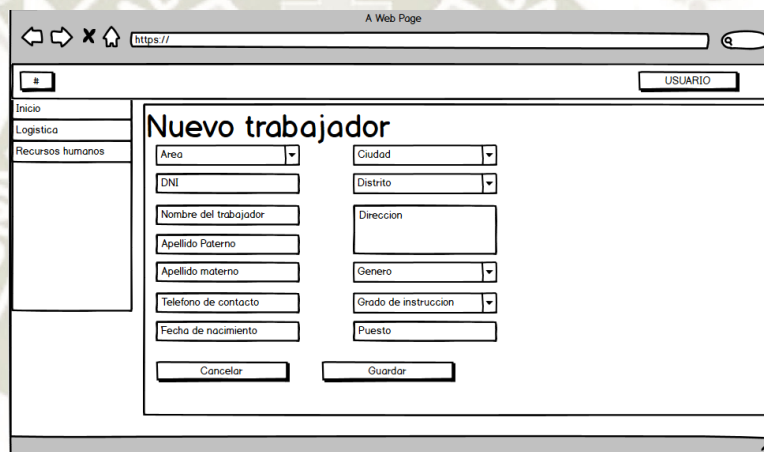 A Web Page
https://
#
USUARIO
Inicio
Logistica
Recursos humanos
Nuevo trabajador
Area
Ciudad
DNI
Distrito
Nombre del trabajador
Direccion
Apellido Paterno
Apellido materno
Genero
Telefono de contacto
Grado de instruccion
Fecha de nacimiento
Puesto
Cancelar
Guardar